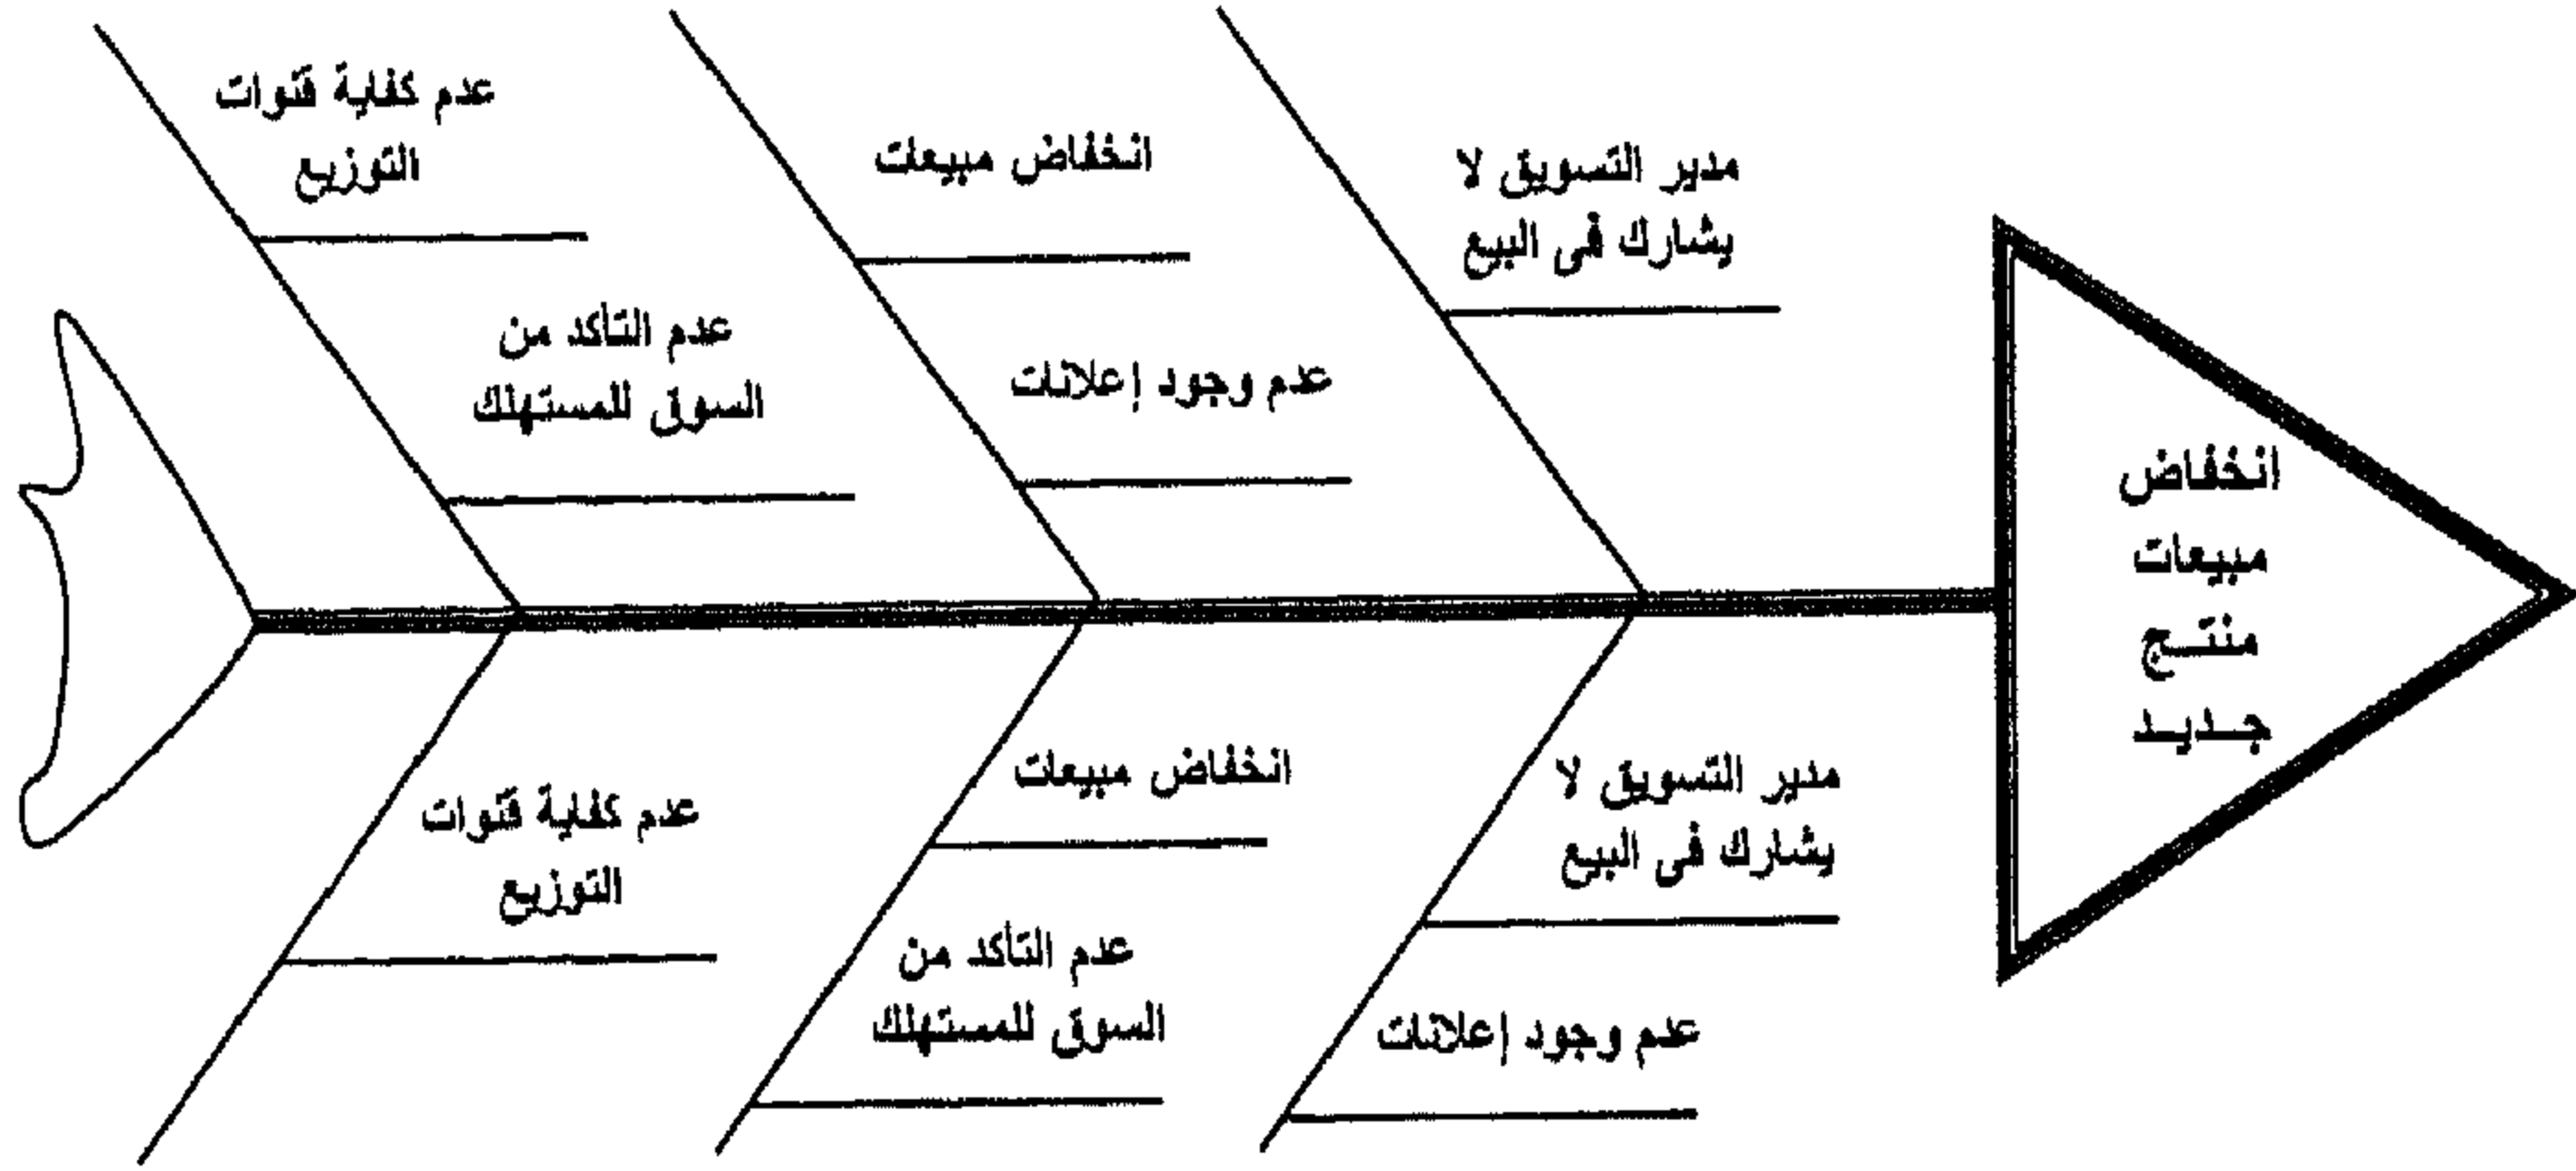 عدم كفاية قنوات
التوزيع
عدم التأكد من
السوق للمستهلك
انخفاض مبيعات
عدم وجود إعلانات
مدير التسويق لا
يشارك فى البيع
انخفاض
مبيعات
منتج
جديد
عدم كفاية قنوات
التوزيع
انخفاض مبيعات
عدم التأكد من
السوق للمستهلك
مدير التسويق لا
يشارك فى البيع
عدم وجود إعلانات